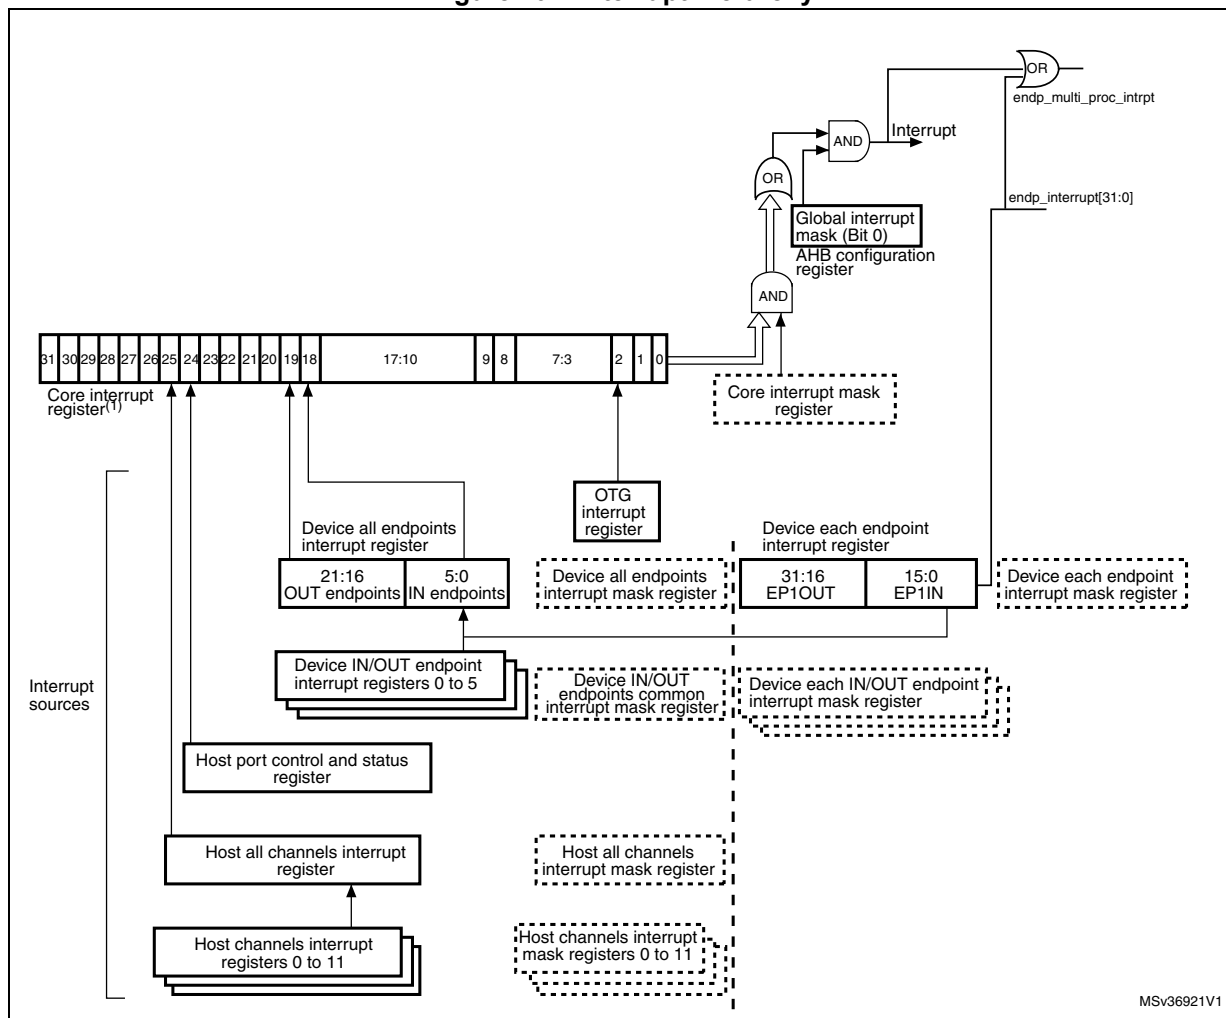 OR
endp_multi_proc_intrpt
AND
Interrupt
OR
endp_interrupt[31:0]
Global interrupt
mask (Bit 0)
AHB configuration
register
AND
31 30 29 28 27 26 25 24 23 22 21 20 19 18 17:10 9 8 7:3 2 1 0
Core interrupt
register(1)
Core interrupt mask
register
OTG
interrupt
register
Device all endpoints
interrupt register
Device each endpoint
interrupt register
21:16
OUT endpoints
5:0
IN endpoints
Device all endpoints
interrupt mask register
31:16
EP1OUT
15:0
EP1IN
Device each endpoint
interrupt mask register
Device IN/OUT endpoint
interrupt registers 0 to 5
Device IN/OUT
endpoints common
interrupt mask register
Device each IN/OUT endpoint
interrupt mask register
Interrupt
sources
Host port control and status
register
Host all channels interrupt
register
Host all channels
interrupt mask register
Host channels interrupt
registers 0 to 11
Host channels interrupt
mask registers 0 to 11
MSv36921V1